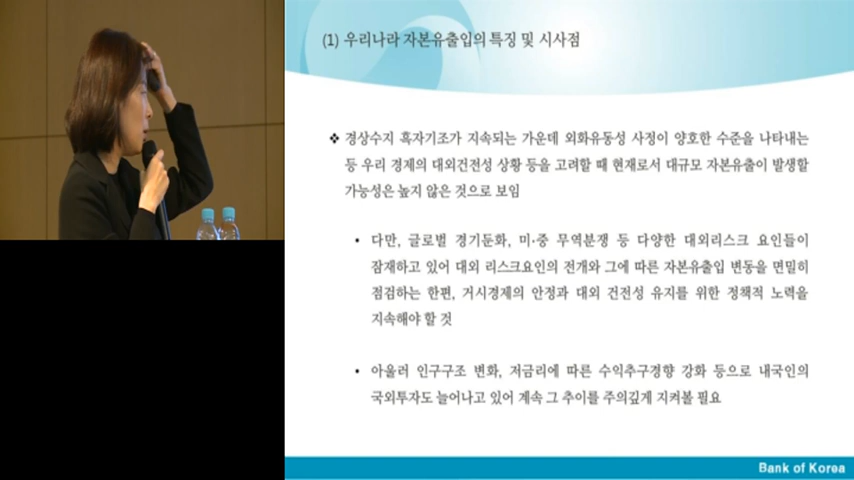 (1) 우리나라 자본유출입의 특징 및 시사점
❖ 경상수지 흑자기조가 지속되는 가운데 외화유동성 사정이 양호한 수준을 나타내는
등 우리 경제의 대외건전성 상황 등을 고려할 때 현재로서 대규모 자본유출이 발생할
가능성은 높지 않은 것으로 보임
• 다만, 글로벌 경기둔화, 미·중 무역분쟁 등 다양한 대외리스크 요인들이
잠재하고 있어 대외 리스크요인의 전개와 그에 따른 자본유출입 변동을 면밀히
점검하는 한편, 거시경제의 안정과 대외 건전성 유지를 위한 정책적 노력을
지속해야 할 것
• 아울러 인구구조 변화, 저금리에 따른 수익추구경향 강화 등으로 내국인의
국외투자도 늘어나고 있어 계속 그 추이를 주의깊게 지켜볼 필요
Bank of Korea